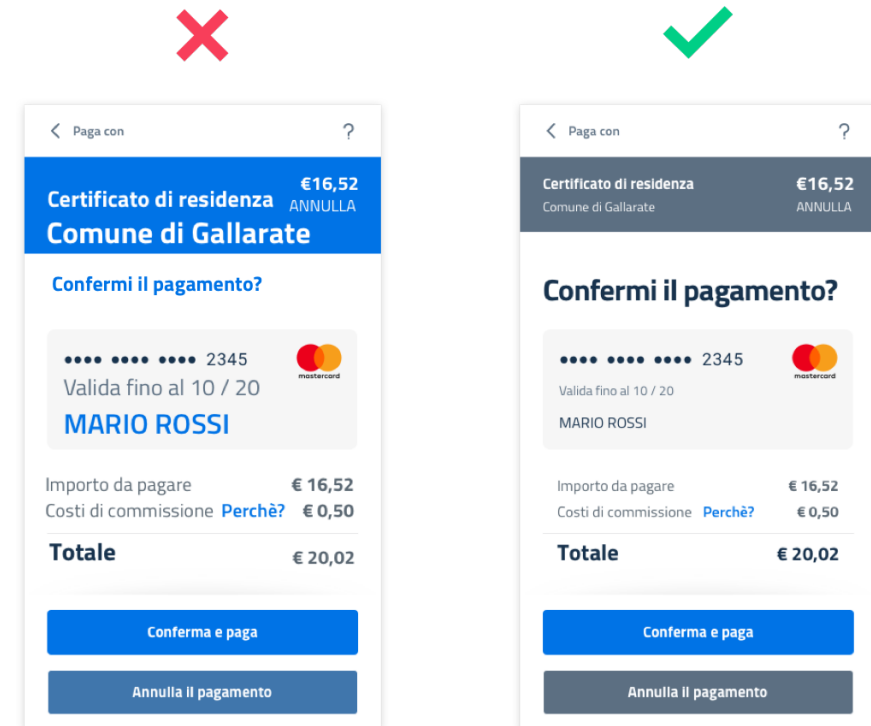 Paga con ?
Certificato di residenza €16,52
ANNULLA
Comune di Gallarate
Confermi il pagamento?
•••• •••• •••• 2345
mastercard
Valida fino al 10 / 20
MARIO ROSSI
Importo da pagare € 16,52
Costi di commissione Perchè? € 0,50
Totale € 20,02
Conferma e paga
Annulla il pagamento
Paga con ?
Certificato di residenza €16,52
Comune di Gallarate ANNULLA
Confermi il pagamento?
•••• •••• •••• 2345
mastercard
Valida fino al 10 / 20
MARIO ROSSI
Importo da pagare € 16,52
Costi di commissione Perchè? € 0,50
Totale € 20,02
Conferma e paga
Annulla il pagamento